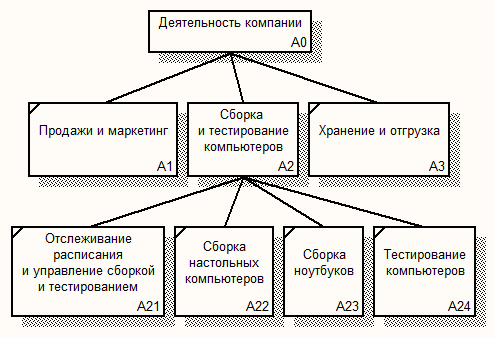 Деятельность компании
A0
Продажи и маркетинг
A1
Сборка
и тестирование
компьютеров
A2
Хранение и отгрузка
A3
Отслеживание
расписания
и управление сборкой
и тестированием
A21
Сборка
настольных
компьютеров
A22
Сборка
ноутбуков
A23
Тестирование
компьютеров
A24